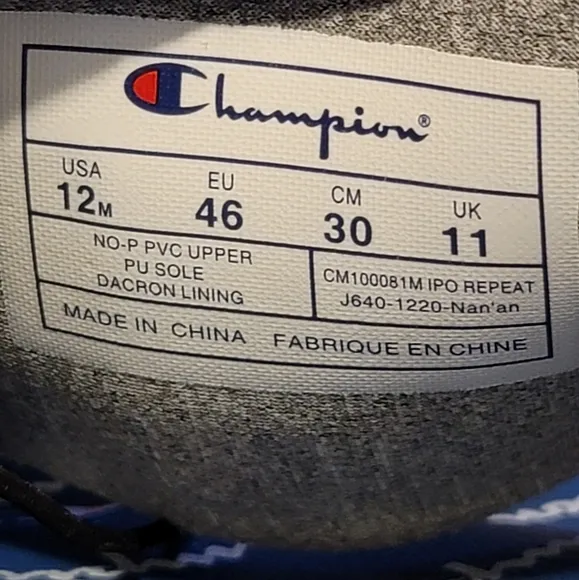 Champion®
USA EU CM UK
12M 46 30 11
NO-P PVC UPPER
PU SOLE
DACRON LINING
CM100081M IPO REPEAT
J640-1220-Nan'an
MADE IN CHINA FABRIQUE EN CHINE